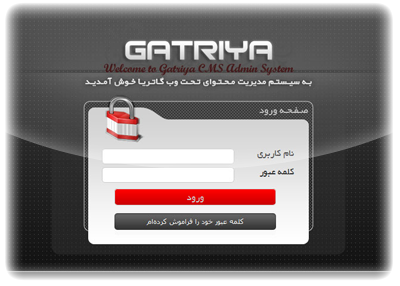 GATRIYA
Welcome to Gatriya CMS Admin System
به سیستم مدیریت محتوای تحت وب گاتریا خوش آمدید
صفحه ورود
نام کاربری
کلمه عبور
ورود
کلمه عبور خود را فراموش کرده‌ام